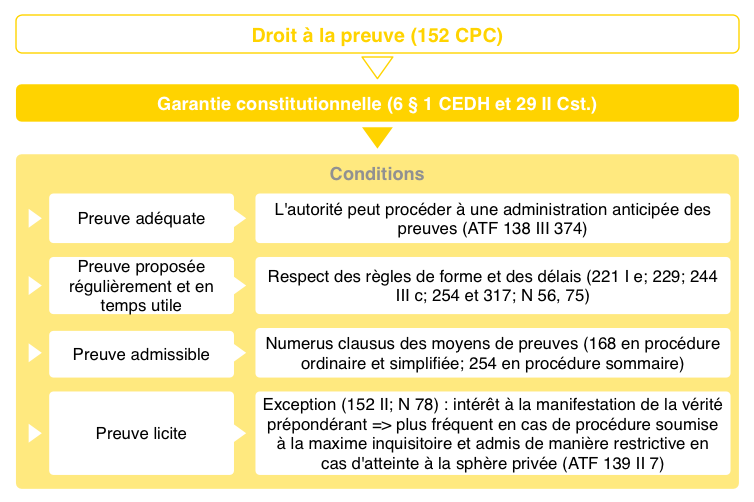 Droit à la preuve (152 CPC)
Garantie constitutionnelle (6 § 1 CEDH et 29 II Cst.)
Conditions
Preuve adéquate
L'autorité peut procéder à une administration anticipée des
preuves (ATF 138 III 374)
Preuve proposée
régulièrement et en
temps utile
Respect des règles de forme et des délais (221 I e; 229; 244
III c; 254 et 317; N 56, 75)
Preuve admissible
Numerus clausus des moyens de preuves (168 en procédure
ordinaire et simplifiée; 254 en procédure sommaire)
Preuve licite
Exception (152 II; N 78) : intérêt à la manifestation de la vérité
prépondérant => plus fréquent en cas de procédure soumise
à la maxime inquisitoire et admis de manière restrictive en
cas d'atteinte à la sphère privée (ATF 139 II 7)